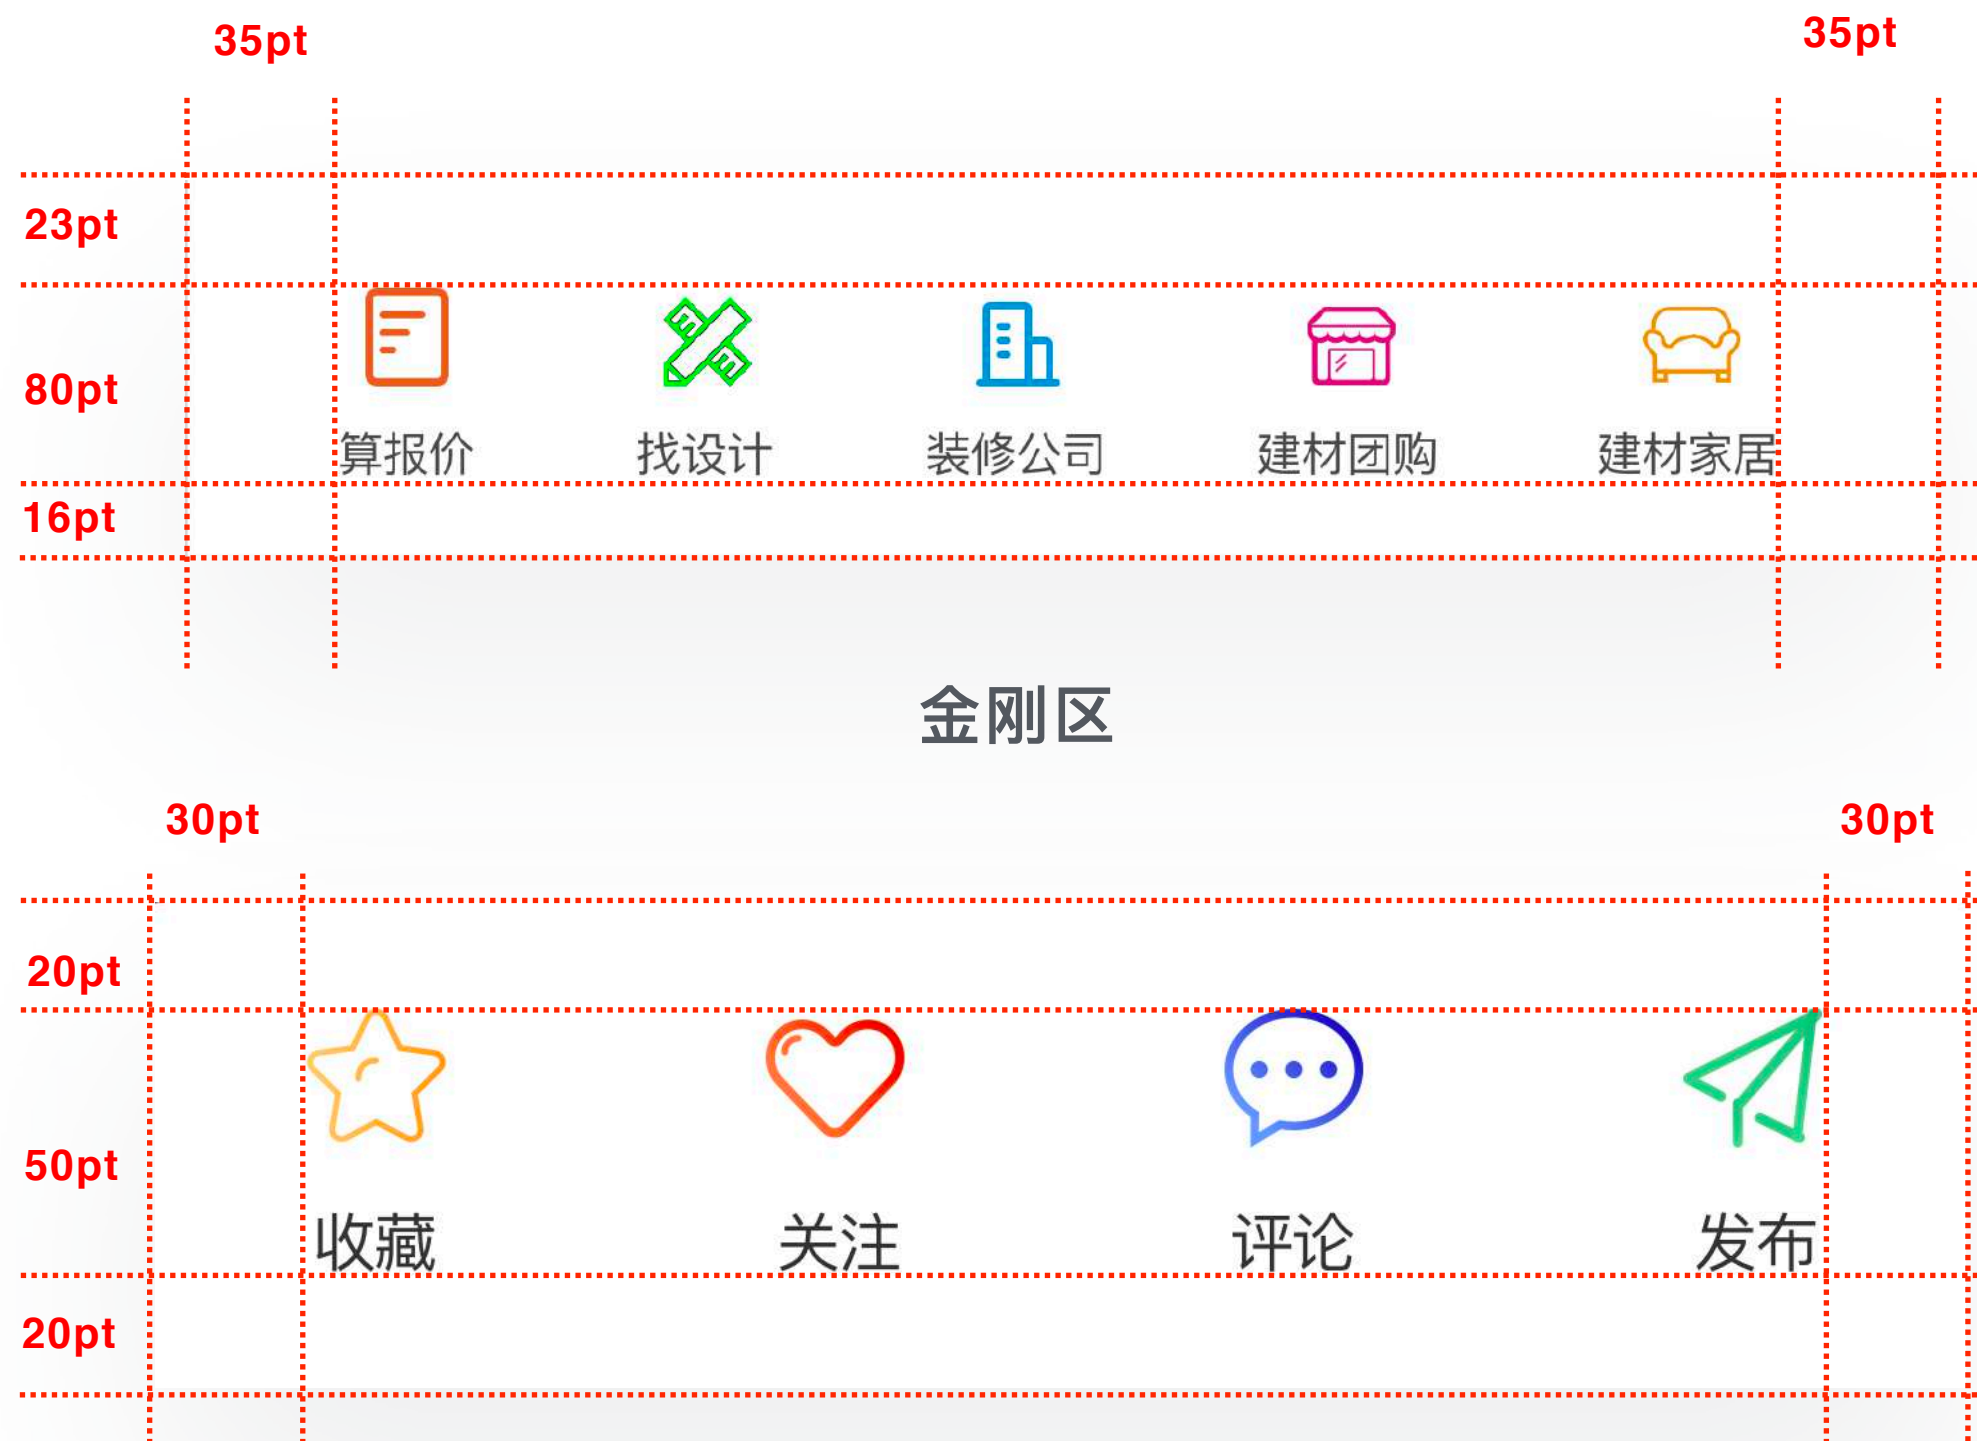 35pt 35pt
23pt
80pt
算报价 找设计 装修公司 建材团购 建材家居
16pt
金刚区
30pt 30pt
20pt
50pt
收藏 关注 评论 发布
20pt